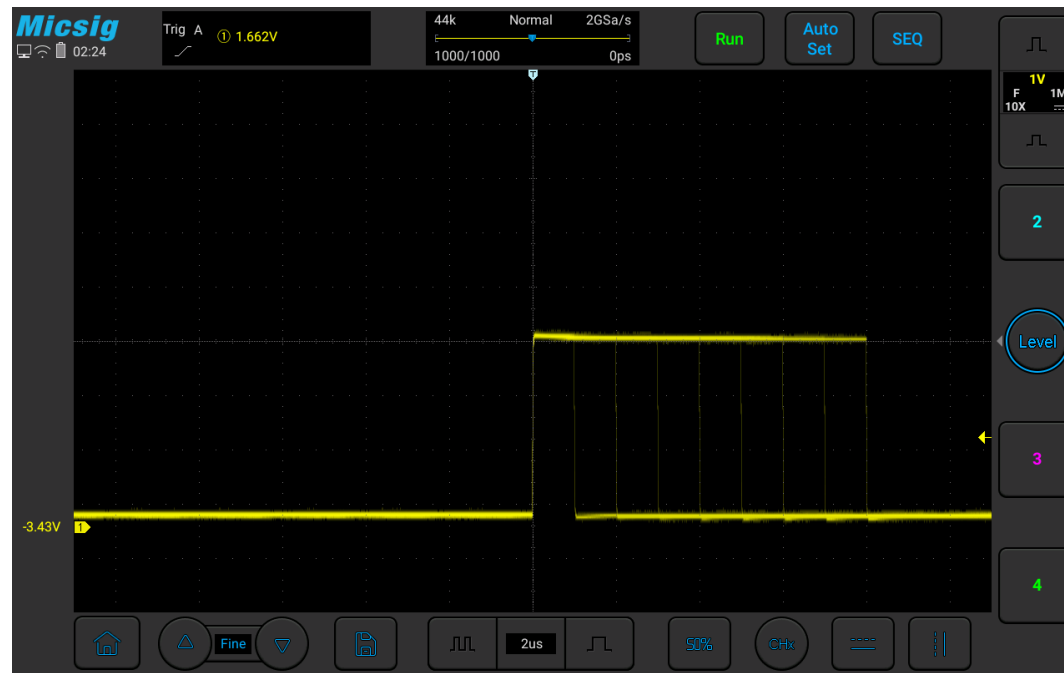 Micsig
02:24
Trig A ① 1.662V
44k Normal 2GSa/s
T
1000/1000 0ps
Run
Auto
Set
SEQ
1V
F 1M
10X
2
Level
3
-3.43V 1
4
Fine
2us
50%
CHx